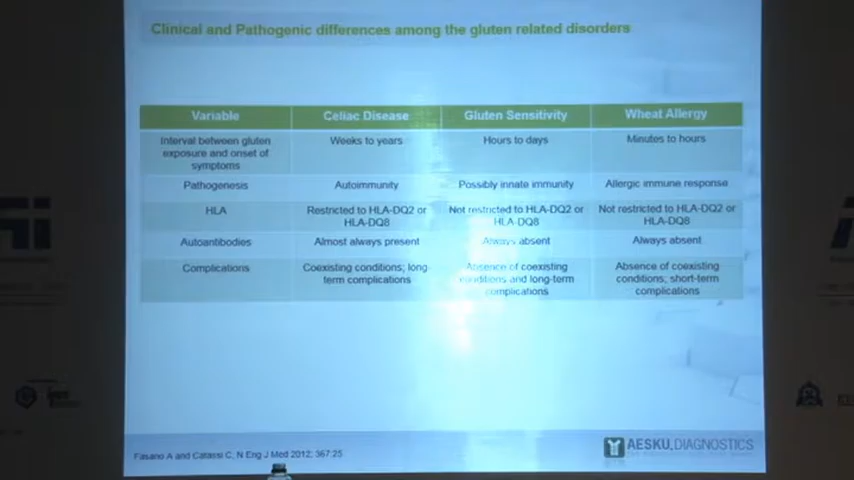 Clinical and Pathogenic differences among the gluten related disorders
Variable
Celiac Disease
Gluten Sensitivity
Wheat Allergy
Interval between gluten
exposure and onset of
symptoms
Weeks to years
Hours to days
Minutes to hours
Pathogenesis
Autoimmunity
Possibly innate immunity
Allergic immune response
HLA
Restricted to HLA-DQ2 or
HLA-DQ8
Not restricted to HLA-DQ2 or
HLA-DQ8
Not restricted to HLA-DQ2 or
HLA-DQ8
Autoantibodies
Almost always present
Always absent
Always absent
Complications
Coexisting conditions; long-
term complications
Absence of coexisting
conditions and long-term
complications
Absence of coexisting
conditions; short-term
complications
Fasano A and Catassi C, N Eng J Med 2012; 367:25
AESKU.DIAGNOSTICS